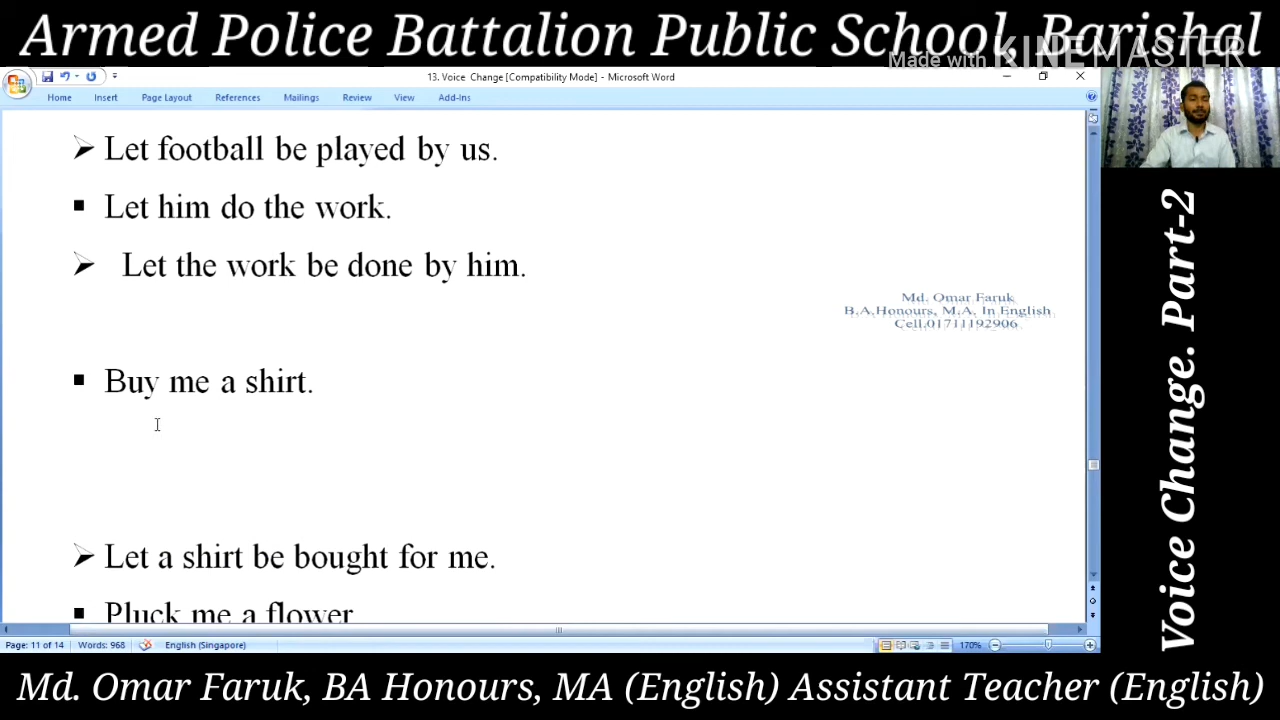 Armed Police Battalion Public School, Barishal
Made with KINEMASTER
13. Voice Change [Compatibility Mode] - Microsoft Word
Home Insert Page Layout References Mailings Review View Add-Ins
Let football be played by us.
Let him do the work.
Let the work be done by him.
Md. Omar Faruk
B.A.Honours, M.A. In English
Cell.01711192906
Buy me a shirt.
Let a shirt be bought for me.
Pluck me a flower
Page: 11 of 14 Words: 968 English (Singapore) 170%
Voice Change. Part-2
Md. Omar Faruk, BA Honours, MA (English) Assistant Teacher (English)